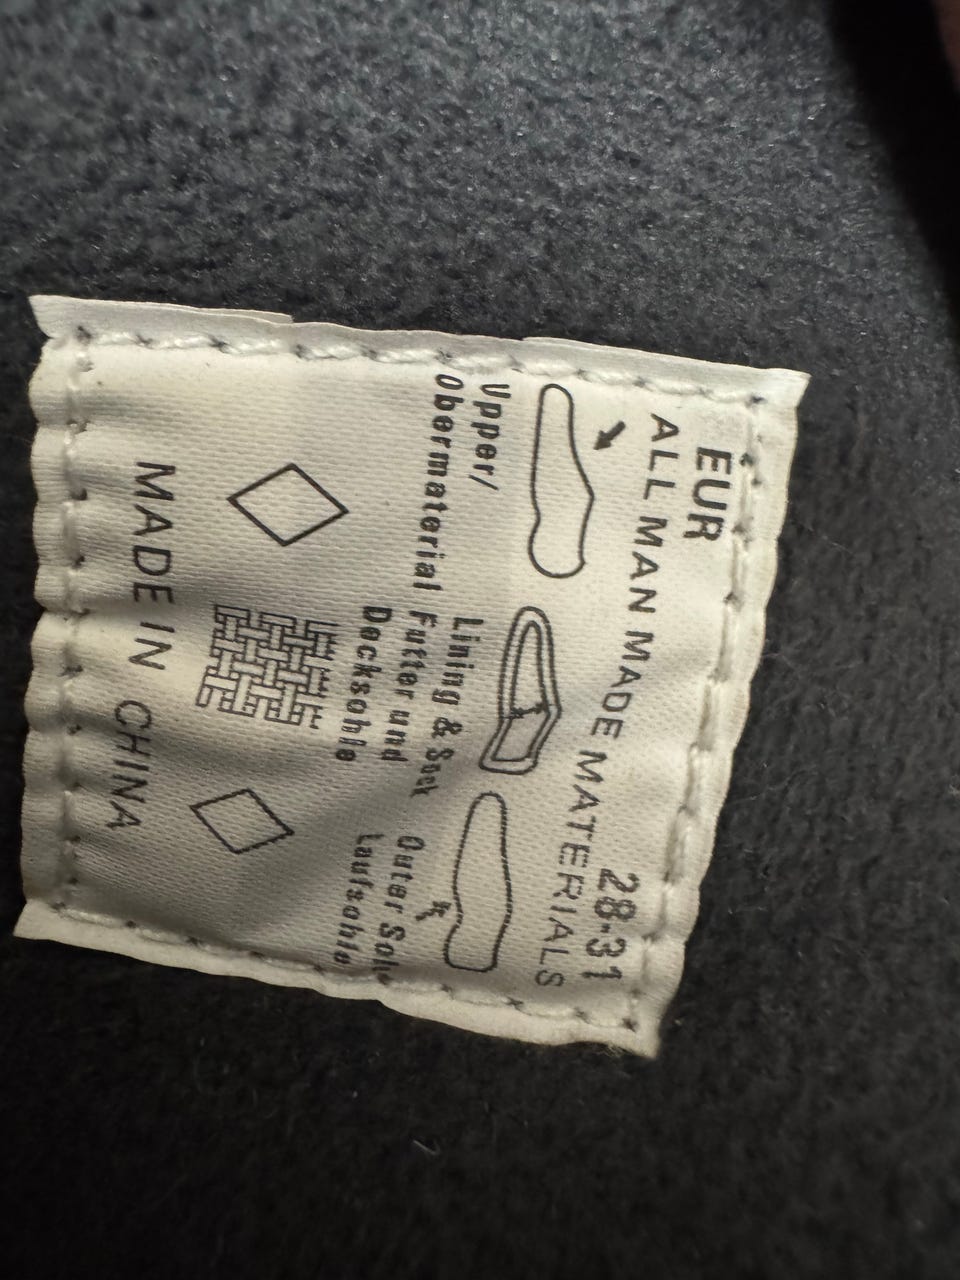 EUR 28-31
ALL MAN MADE MATERIALS
Upper/
Obermaterial
Lining & Sock
Futter und
Decksohle
Outer Sole
Laufsohle
MADE IN CHINA